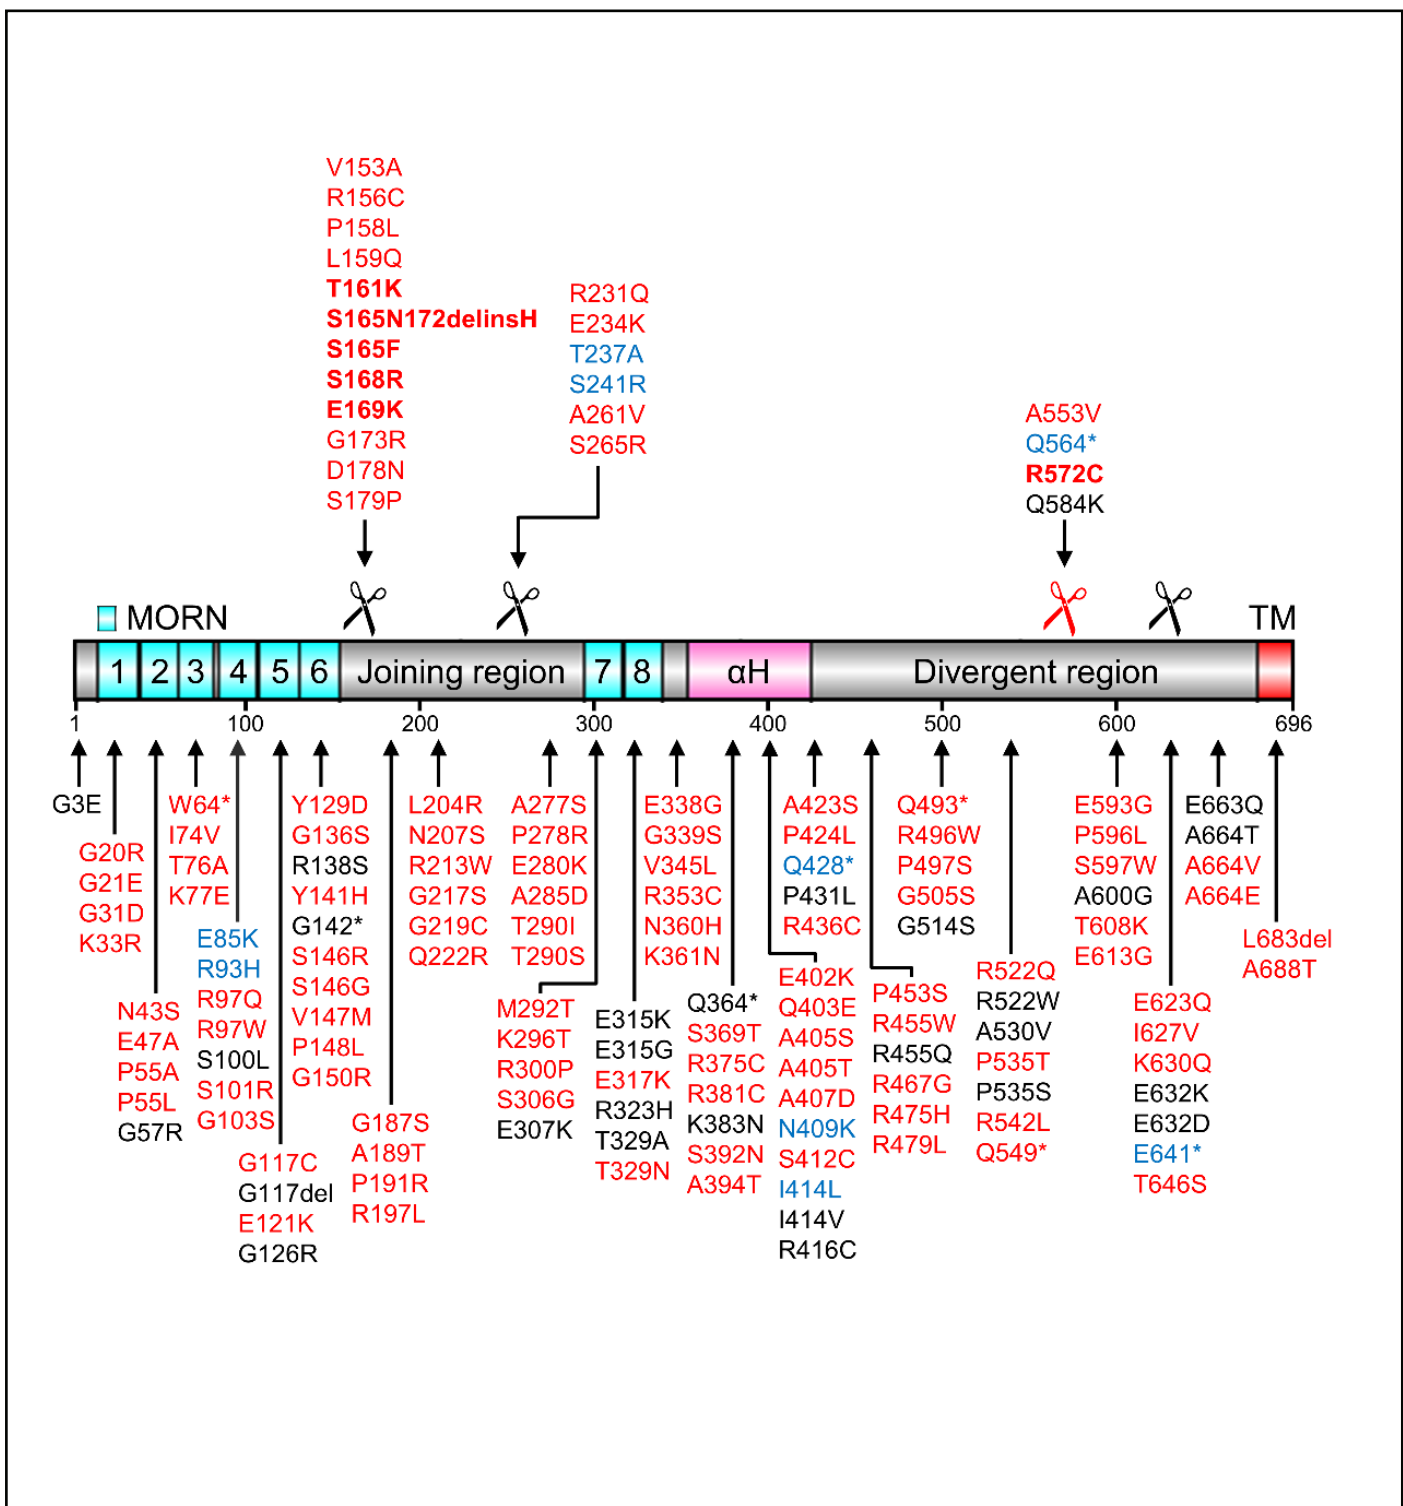 V153A
R156C
P158L
L159Q
T161K
S165N172delinsH
S165F
S168R
E169K
G173R
D178N
S179P
R231Q
E234K
T237A
S241R
A261V
S265R
A553V
Q564*
R572C
Q584K
MORN
TM
1 2 3 4 5 6 Joining region 7 8 αH Divergent region
1 100 200 300 400 500 600 696
G3E
G20R
G21E
G31D
K33R
N43S
E47A
P55A
P55L
G57R
W64*
I74V
T76A
K77E
E85K
R93H
R97Q
R97W
S100L
S101R
G103S
G117C
G117del
E121K
G126R
Y129D
G136S
R138S
Y141H
G142*
S146R
S146G
V147M
P148L
G150R
G187S
A189T
P191R
R197L
L204R
N207S
R213W
G217S
G219C
Q222R
A277S
P278R
E280K
A285D
T290I
T290S
M292T
K296T
R300P
S306G
E307K
E315K
E315G
E317K
R323H
T329A
T329N
E338G
G339S
V345L
R353C
N360H
K361N
Q364*
S369T
R375C
R381C
K383N
S392N
A394T
E402K
Q403E
A405S
A405T
A407D
N409K
S412C
I414L
I414V
R416C
A423S
P424L
Q428*
P431L
R436C
P453S
R455W
R455Q
R467G
R475H
R479L
Q493*
R496W
P497S
G505S
G514S
R522Q
R522W
A530V
P535T
P535S
R542L
Q549*
E593G
P596L
S597W
A600G
T608K
E613G
E623Q
I627V
K630Q
E632K
E632D
E641*
T646S
E663Q
A664T
A664V
A664E
L683del
A688T